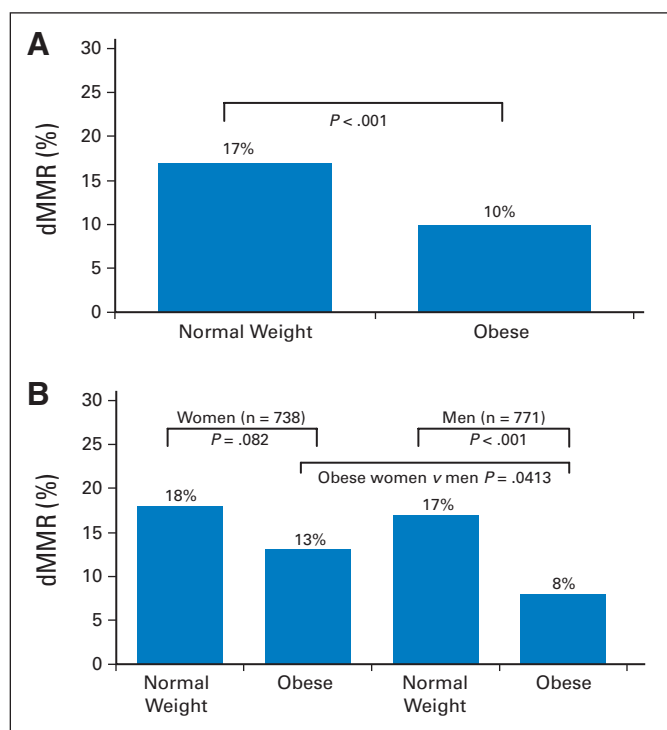 A
30
25
20
15
10
5
0
dMMR (%)
P < .001
17%
10%
Normal Weight
Obese
B
30
25
20
15
10
5
0
dMMR (%)
Women (n = 738)
P = .082
Men (n = 771)
P < .001
Obese women v men P = .0413
18%
13%
17%
8%
Normal
Weight
Obese
Normal
Weight
Obese